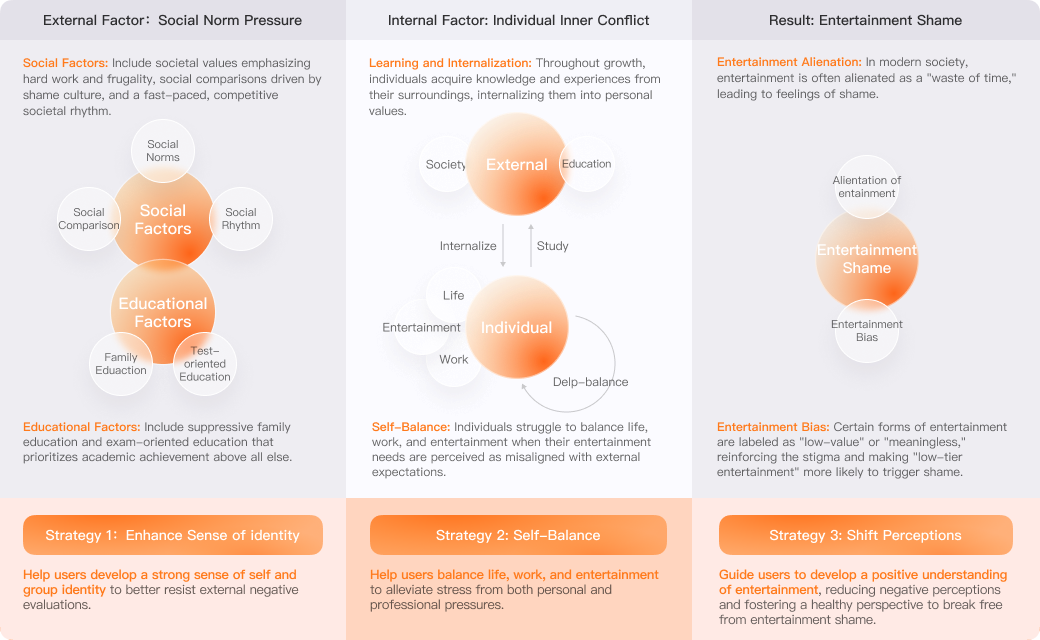 External Factor：Social Norm Pressure
Social Factors: Include societal values emphasizing
hard work and frugality, social comparisons driven by
shame culture, and a fast-paced, competitive
societal rhythm.
Social
Norms
Social
Comparison
Social
Factors
Social
Rhythm
Educational
Factors
Family
Eduaction
Test-
oriented
Education
Educational Factors: Include suppressive family
education and exam-oriented education that
prioritizes academic achievement above all else.
Strategy 1：Enhance Sense of identity
Help users develop a strong sense of self and
group identity to better resist external negative
evaluations.
Internal Factor: Individual Inner Conflict
Learning and Internalization: Throughout growth,
individuals acquire knowledge and experiences from
their surroundings, internalizing them into personal
values.
Society
External
Education
Internalize
Study
Life
Entertainment
Work
Individual
Delp-balance
Self-Balance: Individuals struggle to balance life,
work, and entertainment when their entertainment
needs are perceived as misaligned with external
expectations.
Strategy 2: Self-Balance
Help users balance life, work, and entertainment
to alleviate stress from both personal and
professional pressures.
Result: Entertainment Shame
Entertainment Alienation: In modern society,
entertainment is often alienated as a "waste of time,"
leading to feelings of shame.
Alientation of
entainment
Entertainment
Shame
Entertainment
Bias
Entertainment Bias: Certain forms of entertainment
are labeled as "low-value" or "meaningless,"
reinforcing the stigma and making "low-tier
entertainment" more likely to trigger shame.
Strategy 3: Shift Perceptions
Guide users to develop a positive understanding
of entertainment, reducing negative perceptions
and fostering a healthy perspective to break free
from entertainment shame.